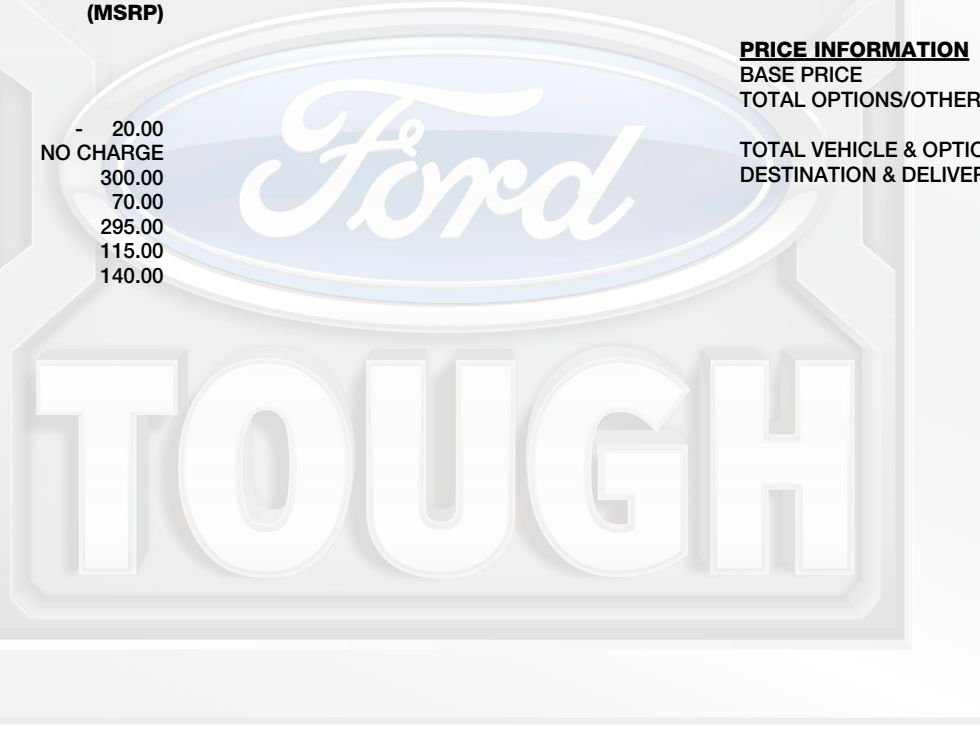 (MSRP)
- 20.00
NO CHARGE
300.00
70.00
295.00
115.00
140.00
PRICE INFORMATION
BASE PRICE
TOTAL OPTIONS/OTHER
TOTAL VEHICLE & OPTIO
DESTINATION & DELIVER
Ford
TOUGH